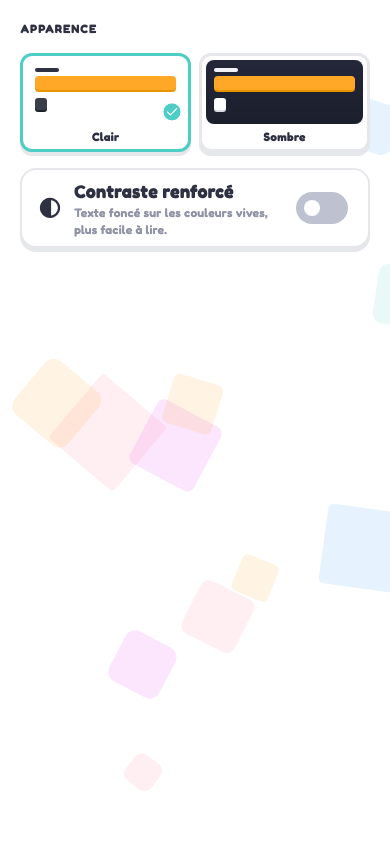 APPARENCE
Clair
Sombre
Contraste renforcé
Texte foncé sur les couleurs vives,
plus facile à lire.